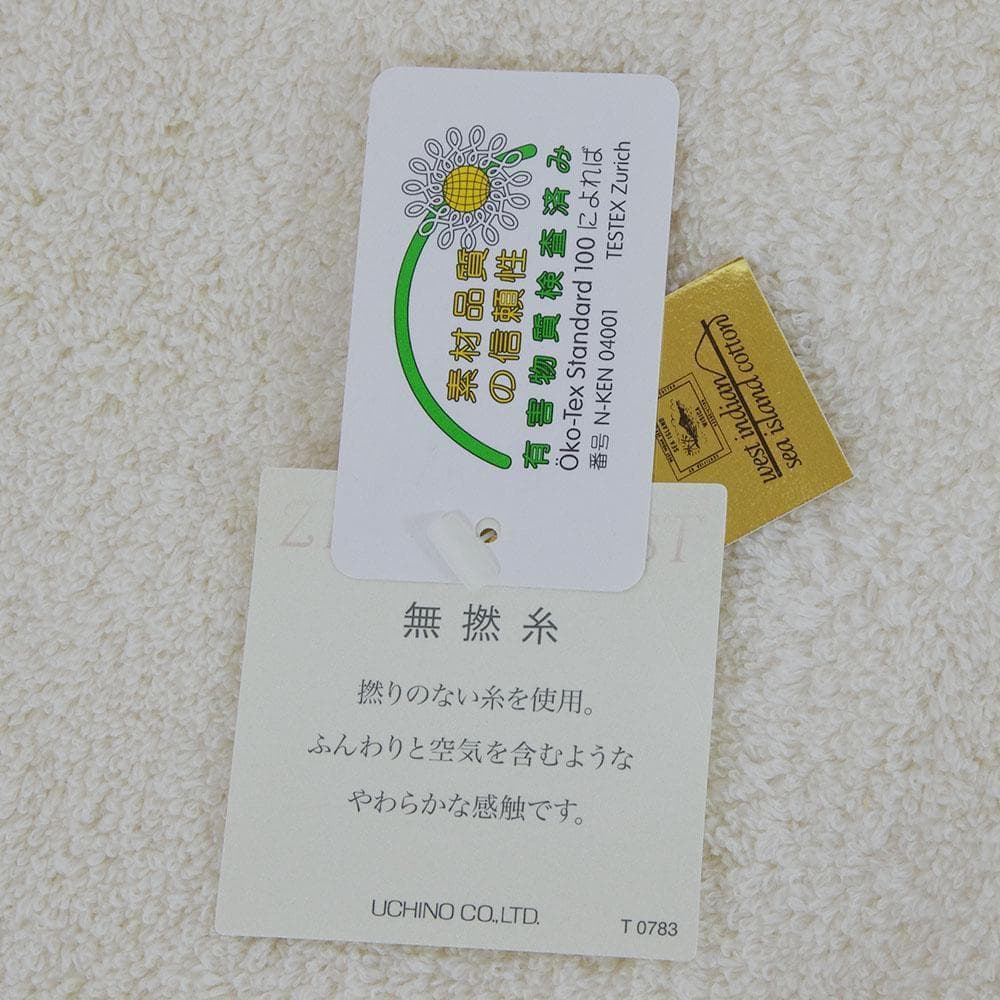 素材品質
の信頼性
有害物質検査済み
Öko-Tex Standard 100 によれば
番号 N-KEN 04001 TESTEX Zurich
west indian
sea island cotton
SEA ISLAND
WISICA
無撚糸
撚りのない糸を使用。
ふんわりと空気を含むような
やわらかな感触です。
UCHINO CO.,LTD.
T 0783